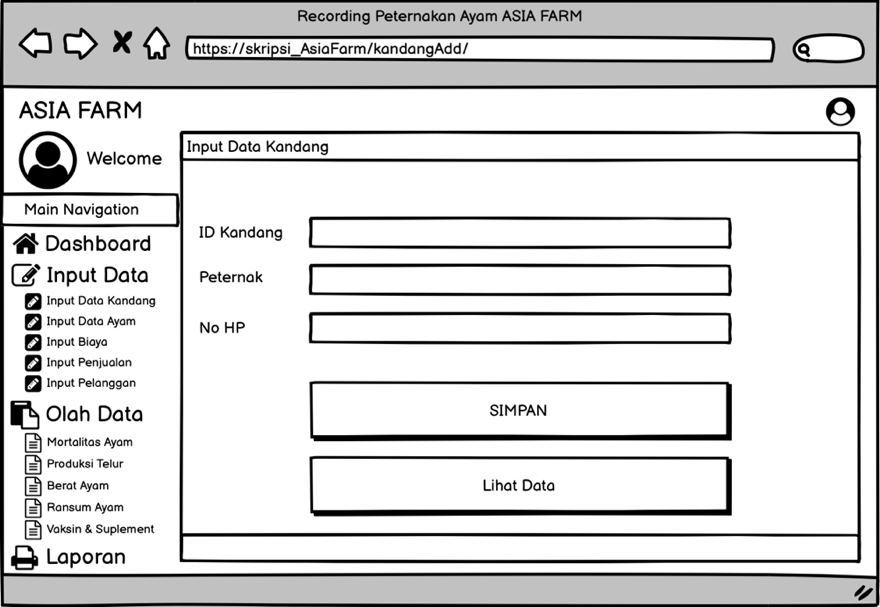 Recording Peternakan Ayam ASIA FARM
https://skripsi_AsiaFarm/kandangAdd/
ASIA FARM
Welcome
Main Navigation
Dashboard
Input Data
Input Data Kandang
Input Data Ayam
Input Biaya
Input Penjualan
Input Pelanggan
Olah Data
Mortalitas Ayam
Produksi Telur
Berat Ayam
Ransum Ayam
Vaksin & Suplement
Laporan
Input Data Kandang
ID Kandang
Peternak
No HP
SIMPAN
Lihat Data